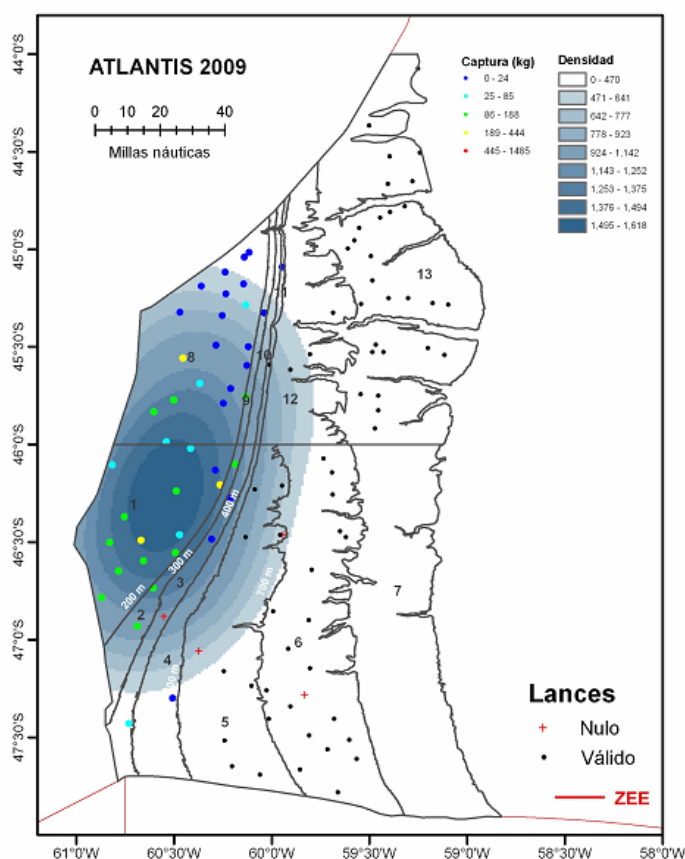 ATLANTIS 2009
0 10 20 40
Millas náuticas
Captura (kg)
0 - 24
25 - 85
86 - 188
189 - 444
445 - 1485
Densidad
0 - 470
471 - 641
642 - 777
778 - 923
924 - 1,142
1,143 - 1,252
1,253 - 1,375
1,376 - 1,494
1,495 - 1,618
44°0'S
44°30'S
45°0'S
45°30'S
46°0'S
46°30'S
47°0'S
47°30'S
13
8
10
9
12
1
400 m
300 m
200 m
3
700 m
7
2
6
4
5
Lances
Nulo
Válido
ZEE
61°0'W
60°30'W
60°0'W
59°30'W
59°0'W
58°30'W
58°0'W